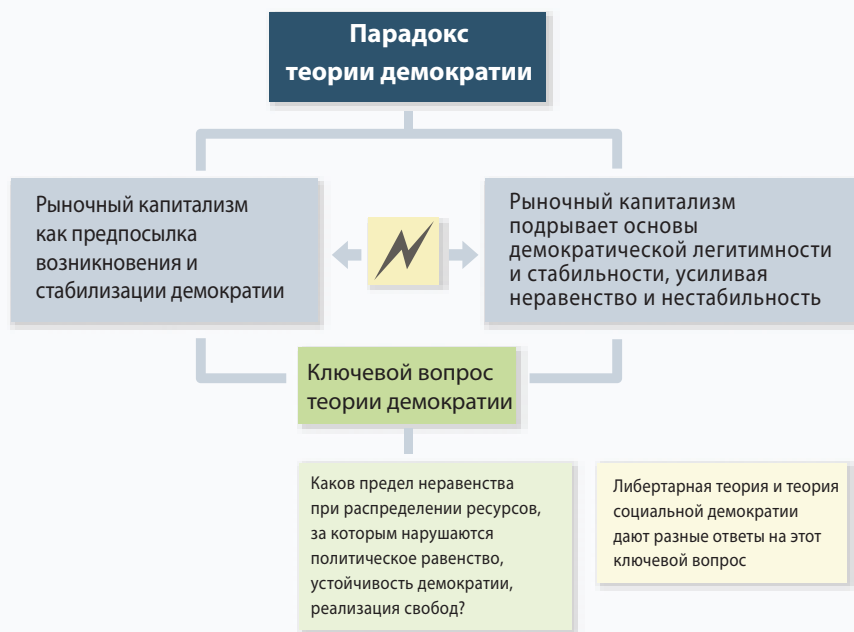 Парадокс
теории демократии
Рыночный капитализм
как предпосылка
возникновения и
стабилизации демократии
Рыночный капитализм
подрывает основы
демократической легитимности
и стабильности, усиливая
неравенство и нестабильность
Ключевой вопрос
теории демократии
Каков предел неравенства
при распределении ресурсов,
за которым нарушаются
политическое равенство,
устойчивость демократии,
реализация свобод?
Либертарная теория и теория
социальной демократии
дают разные ответы на этот
ключевой вопрос